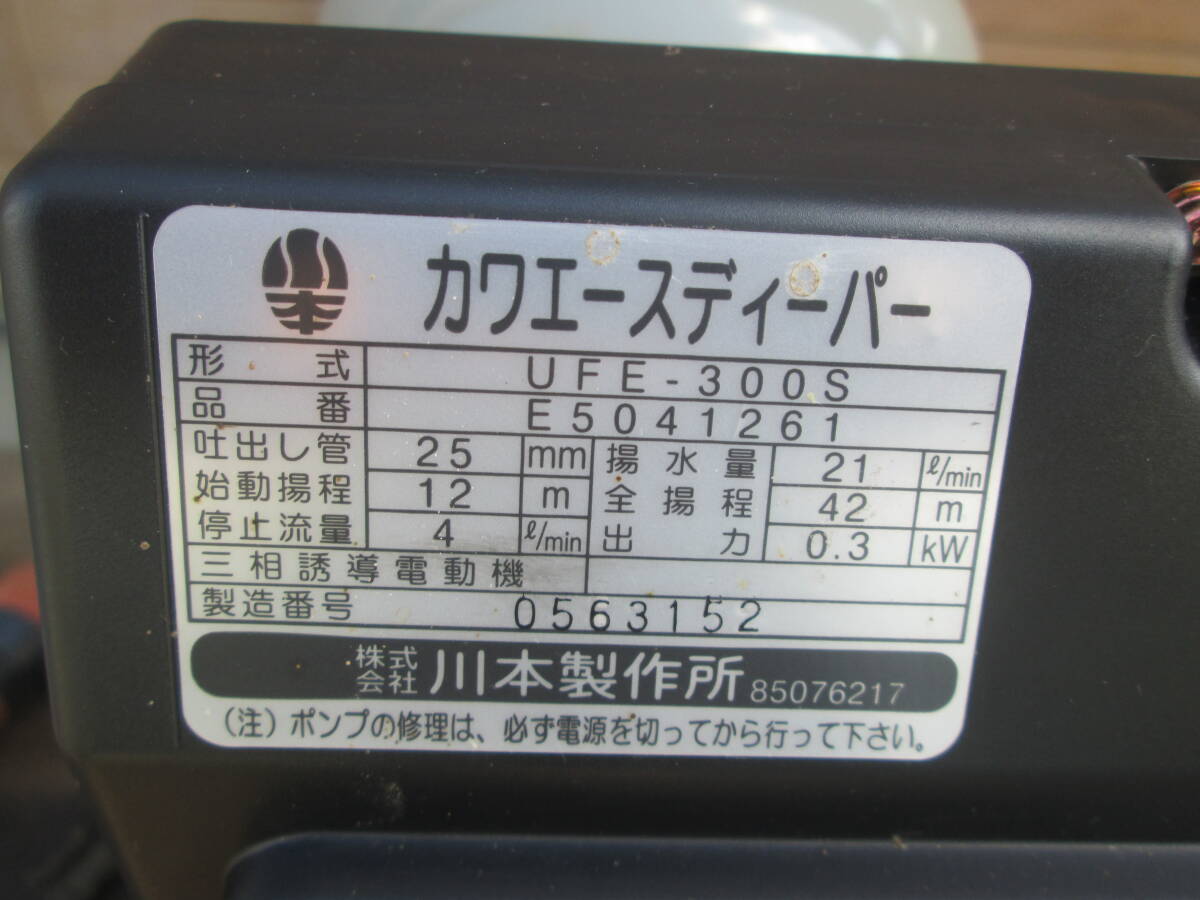 川本
カワエースディーパー
形式 UFE-300S
品番 E5041261
吐出し管 25 mm 揚水量 21 ℓ/min
始動揚程 12 m 全揚程 42 m
停止流量 4 ℓ/min 出力 0.3 kW
三相誘導電動機
製造番号 0563152
株式会社 川本製作所 85076217
(注)ポンプの修理は、必ず電源を切ってから行って下さい。